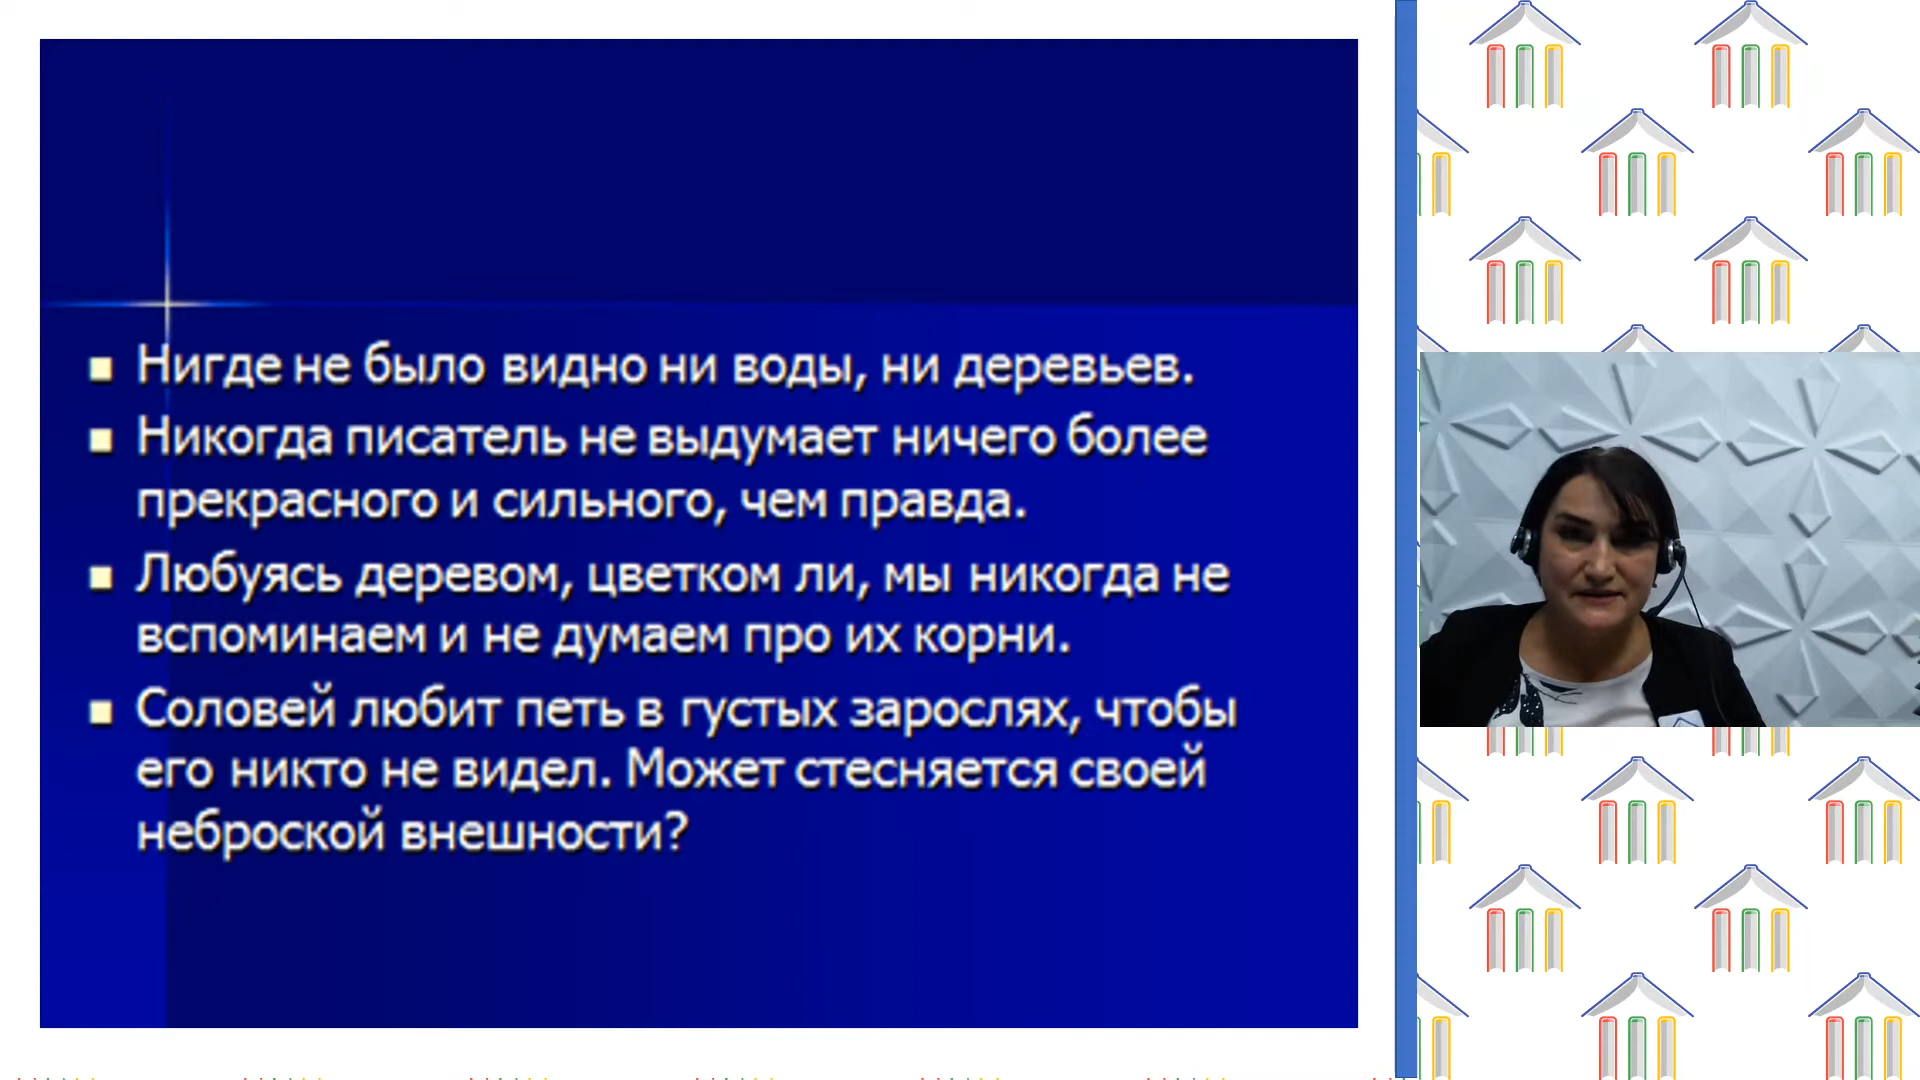 Нигде не было видно ни воды, ни деревьев.
Никогда писатель не выдумает ничего более
прекрасного и сильного, чем правда.
Любуясь деревом, цветком ли, мы никогда не
вспоминаем и не думаем про их корни.
Соловей любит петь в густых зарослях, чтобы
его никто не видел. Может стесняется своей
неброской внешности?